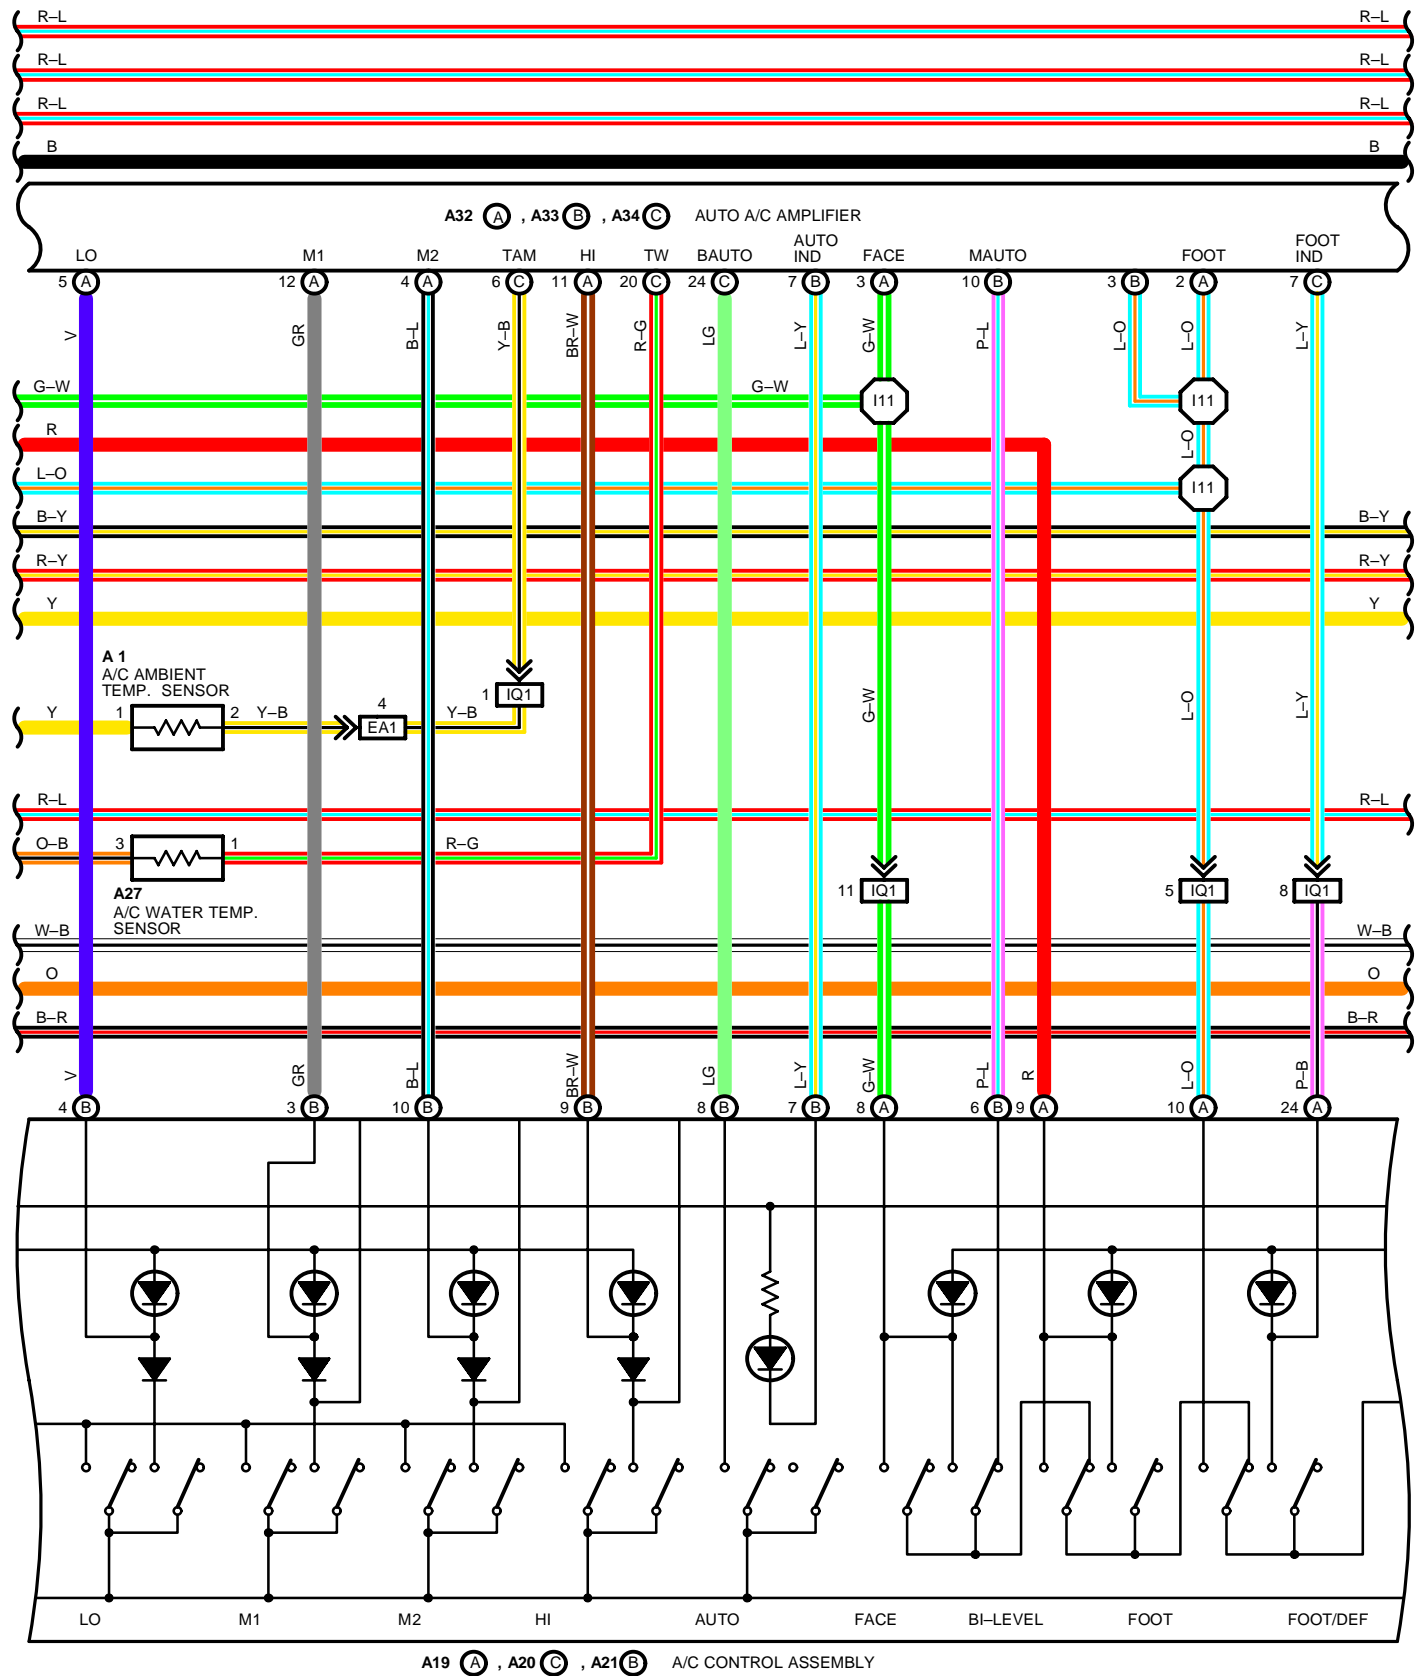 R–L R–L
R–L R–L
R–L R–L
B B
A32 A , A33 B , A34 C AUTO A/C AMPLIFIER
LO M1 M2 TAM HI TW BAUTO AUTO IND FACE MAUTO FOOT FOOT IND
5 A 12 A 4 A 6 C 11 A 20 C 24 C 7 B 3 A 10 B 3 B 2 A 7 C
V GR B–L Y–B BR–W R–G LG L–Y G–W P–L L–O L–O L–Y
G–W G–W I11 I11
R L–O
L–O I11
B–Y B–Y
R–Y R–Y
Y Y
A 1
A/C AMBIENT
TEMP. SENSOR
1 IQ1
Y 1 2 Y–B 4 EA1 Y–B G–W L–O L–Y
R–L R–L
O–B 3 1 R–G
A27
A/C WATER TEMP.
SENSOR
11 IQ1 5 IQ1 8 IQ1
W–B W–B
O O
B–R B–R
V GR B–L BR–W LG L–Y G–W P–L R L–O P–B
4 B 3 B 10 B 9 B 8 B 7 B 8 A 6 B 9 A 10 A 24 A
LO M1 M2 HI AUTO FACE BI–LEVEL FOOT FOOT/DEF
A19 A , A20 C , A21 B A/C CONTROL ASSEMBLY